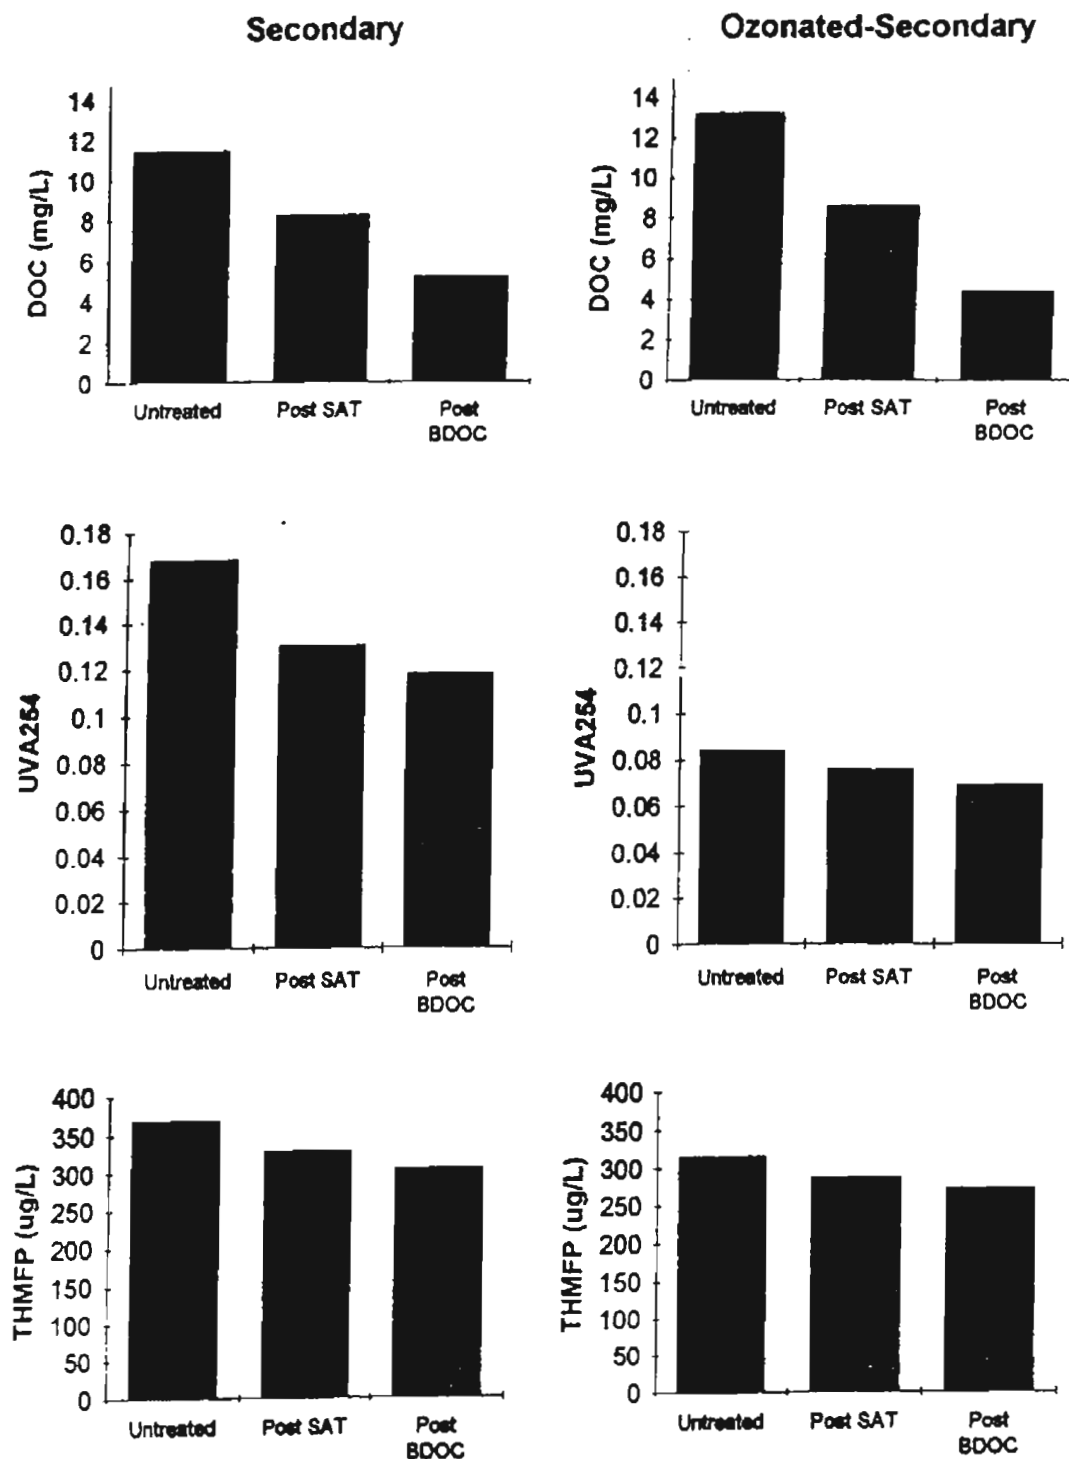 Secondary
Ozonated-Secondary
DOC (mg/L)
14
12
10
8
6
4
2
0
Untreated
Post SAT
Post
BDOC
DOC (mg/L)
14
12
10
8
6
4
2
0
Untreated
Post SAT
Post
BDOC
UVA254
0.18
0.16
0.14
0.12
0.1
0.08
0.06
0.04
0.02
0
Untreated
Post SAT
Post
BDOC
UVA254
0.18
0.16
0.14
0.12
0.1
0.08
0.06
0.04
0.02
0
Untreated
Post SAT
Post
BDOC
THMFP (ug/L)
400
350
300
250
200
150
100
50
0
Untreated
Post SAT
Post
BDOC
THMFP (ug/L)
400
350
300
250
200
150
100
50
0
Untreated
Post SAT
Post
BDOC